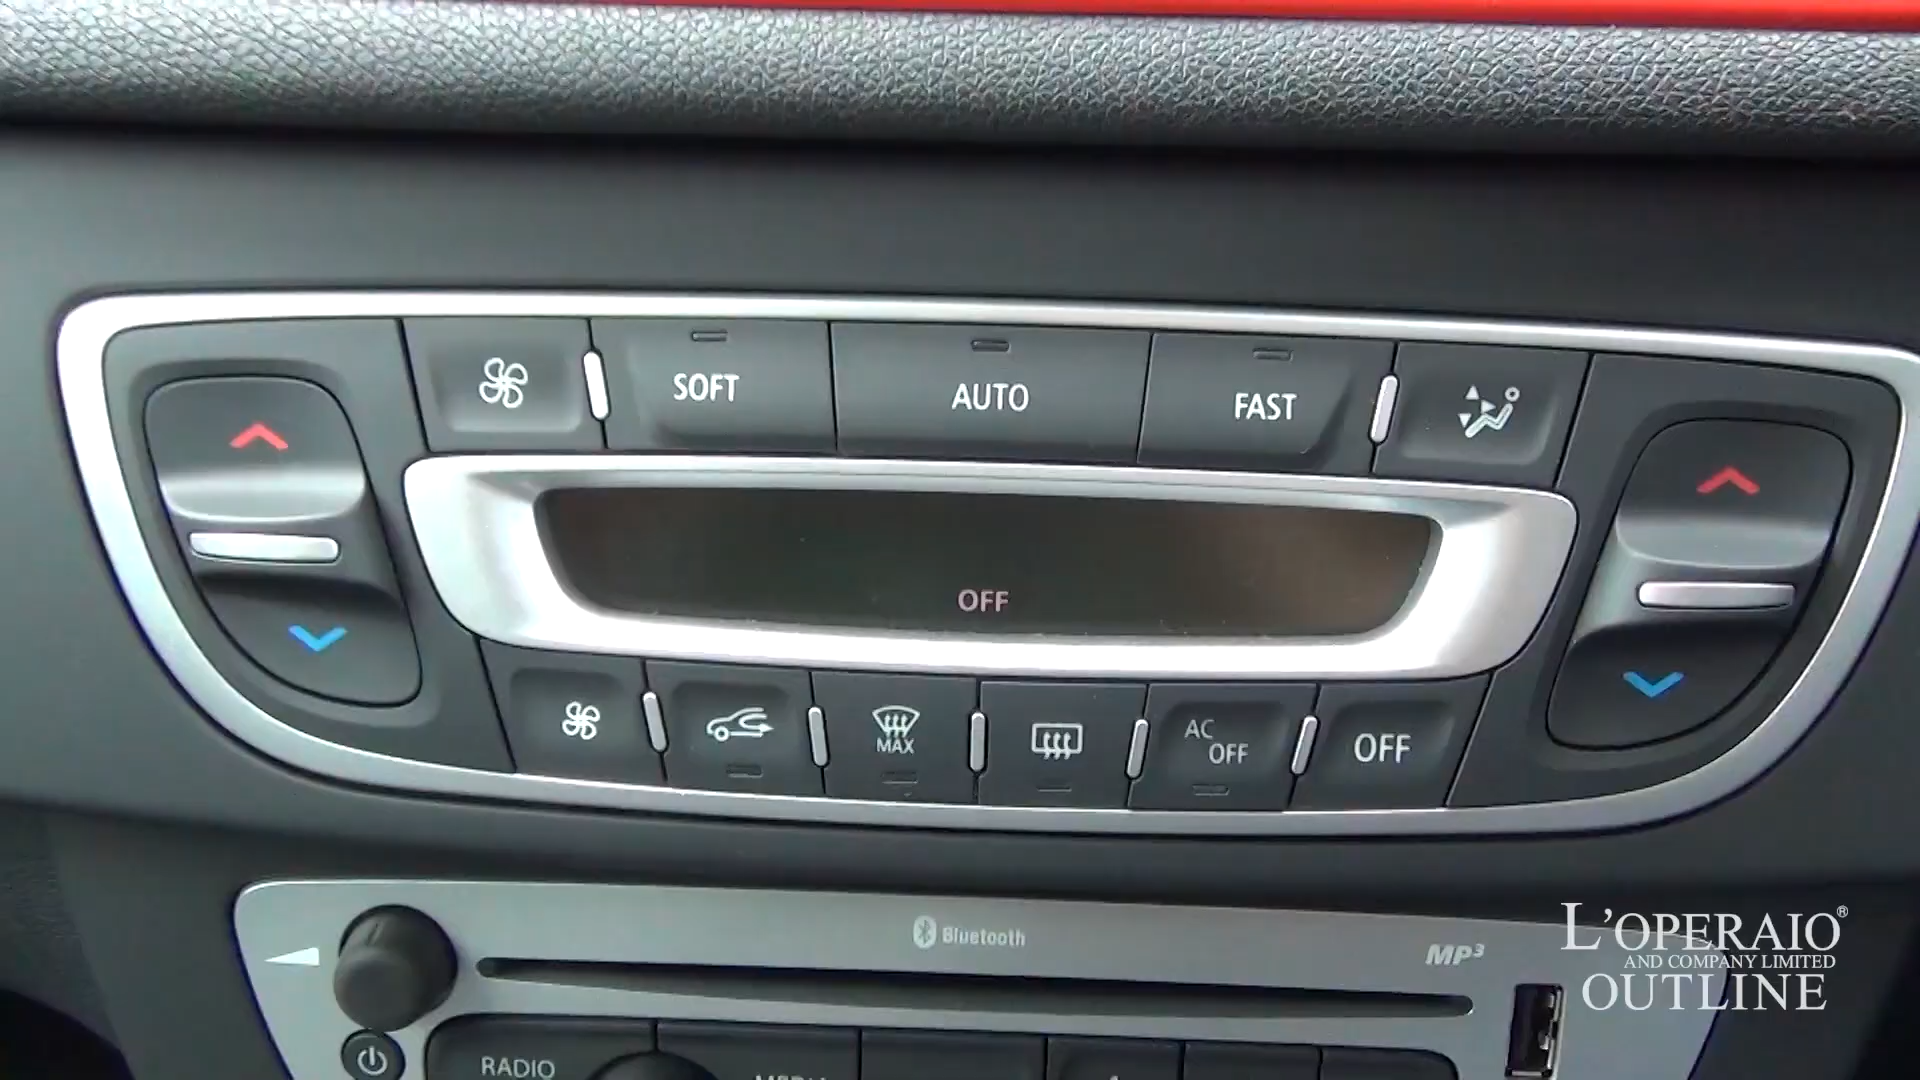 SOFT
AUTO
FAST
OFF
MAX
AC
OFF
OFF
Bluetooth
MP3
RADIO
L'OPERAIO®
AND COMPANY LIMITED
OUTLINE